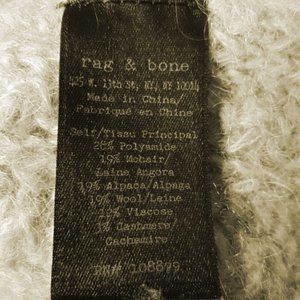 rag & bone
425 W. 13th St, NY, NY 10014
Made in China/
Fabriqué en Chine
Self/Tissu Principal
28% Polyamide
19% Mohair/
Laine Angora
19% Alpaca/Alpaga
19% Wool/Laine
12% Viscose
3% Cashmere/
Cachemire
RN# 108879